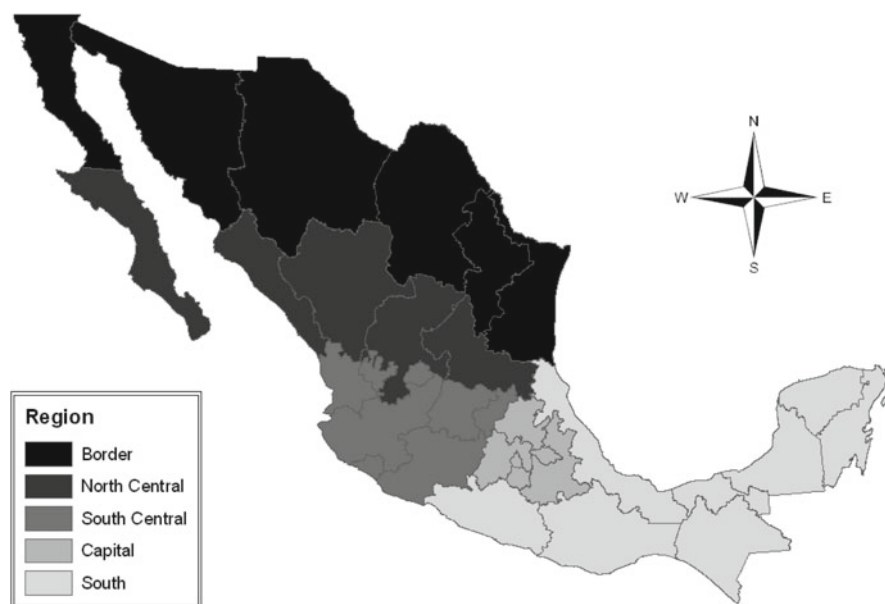 N
W E
S
Region
Border
North Central
South Central
Capital
South